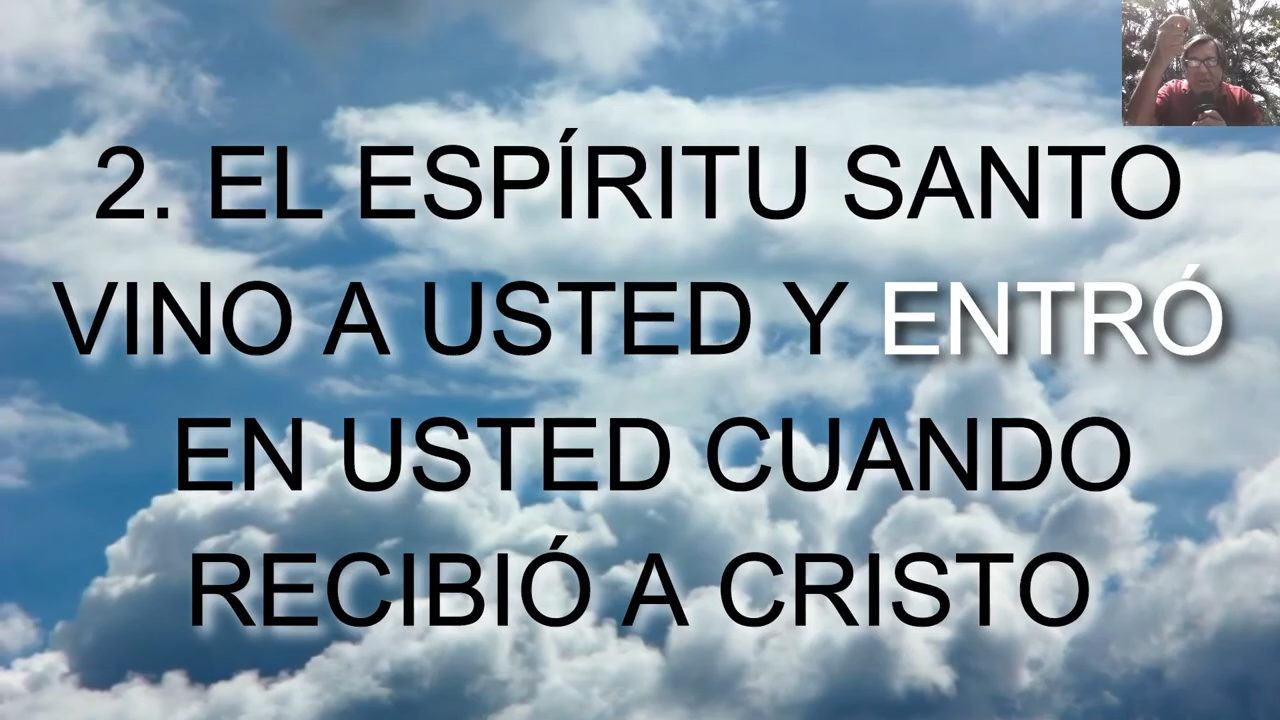 2. EL ESPÍRITU SANTO
VINO A USTED Y ENTRÓ
EN USTED CUANDO
RECIBIÓ A CRISTO